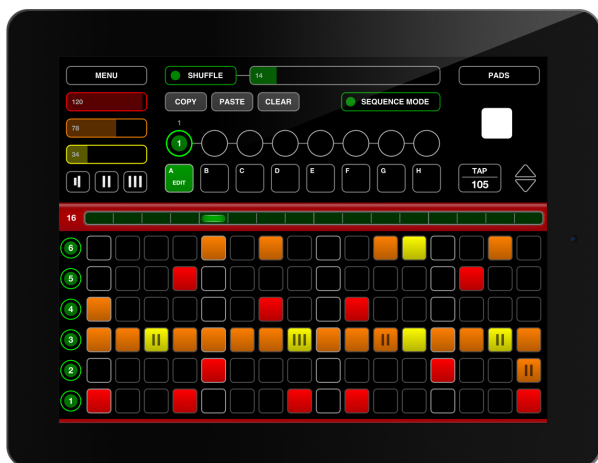 MENU
SHUFFLE
14
PADS
120
COPY
PASTE
CLEAR
SEQUENCE MODE
78
1
34
1
A
EDIT
B
C
D
E
F
G
H
TAP
105
16
6
5
4
3
2
1